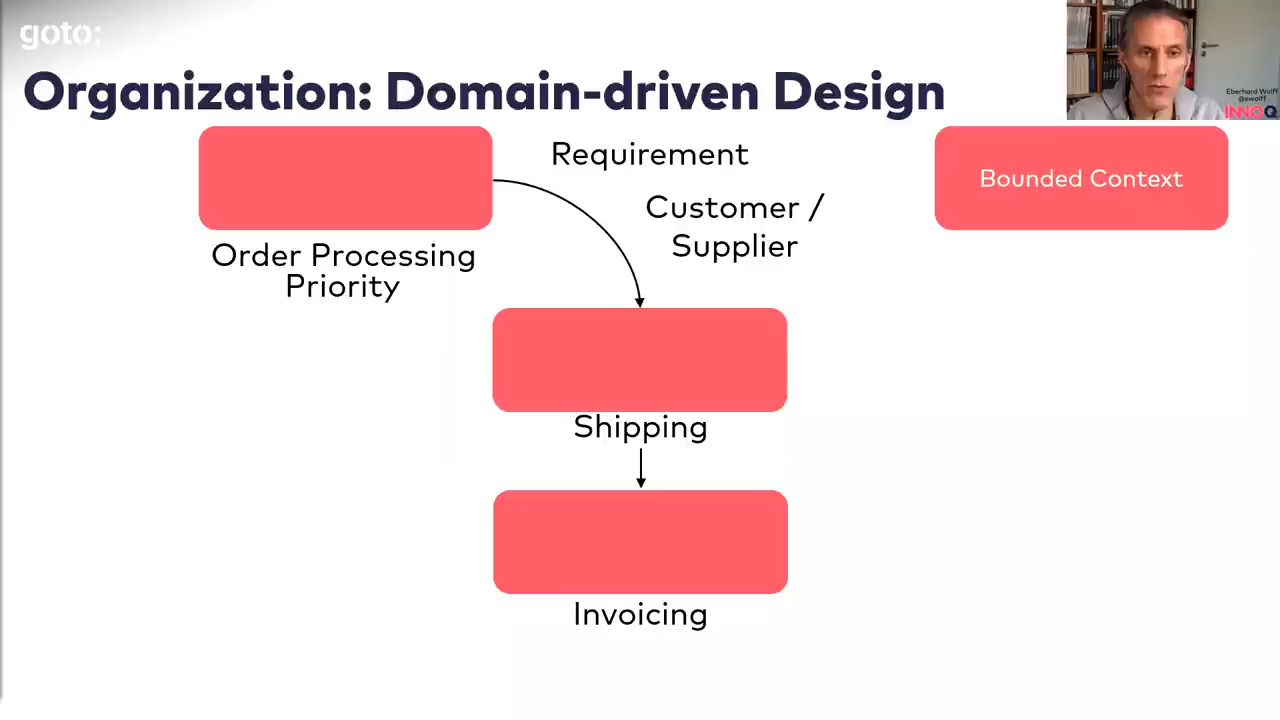 goto;
Organization: Domain-driven Design
Eberhard Wolff
@ewolff
INNOQ
Requirement
Bounded Context
Customer /
Supplier
Order Processing
Priority
Shipping
Invoicing